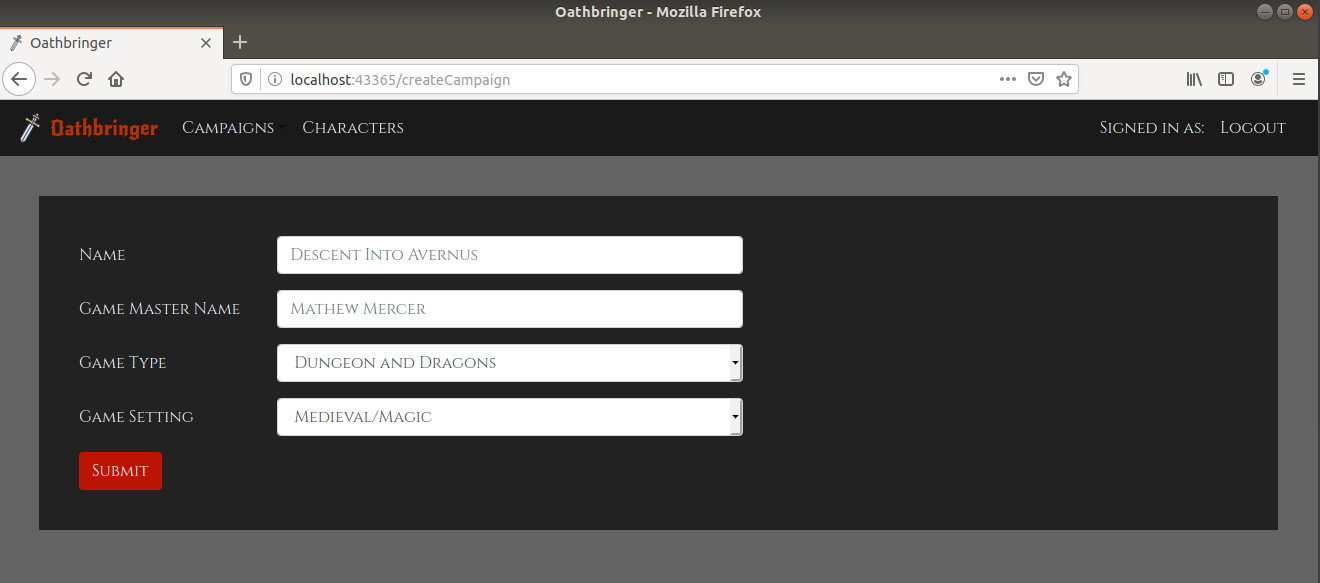 Oathbringer - Mozilla Firefox
Oathbringer
localhost:43365/createCampaign
Oathbringer Campaigns Characters Signed in as: Logout
Name Descent Into Avernus
Game Master Name Mathew Mercer
Game Type Dungeon and Dragons
Game Setting Medieval/Magic
Submit